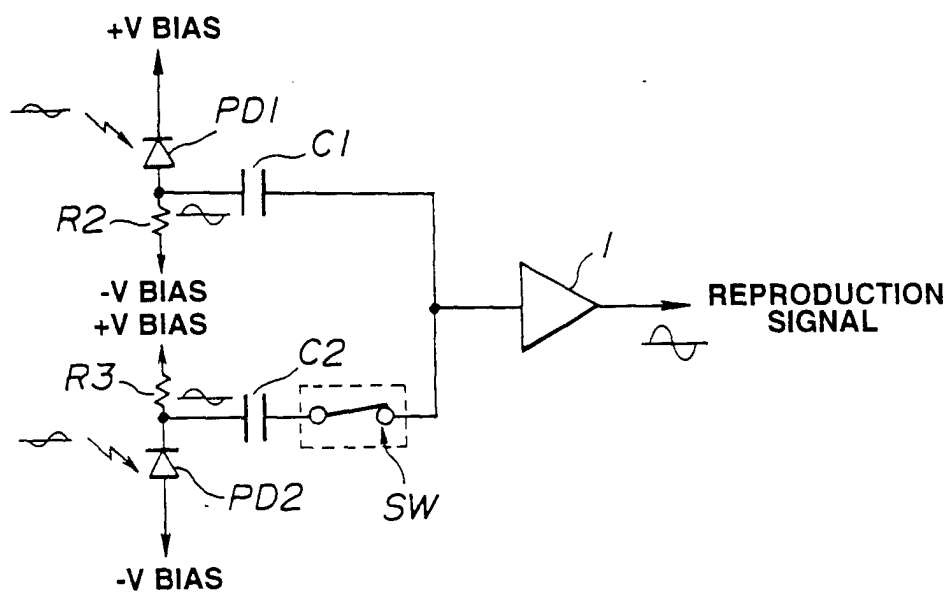 +V BIAS
PD1
C1
R2
1
-V BIAS
+V BIAS
REPRODUCTION
SIGNAL
C2
R3
PD2
SW
-V BIAS